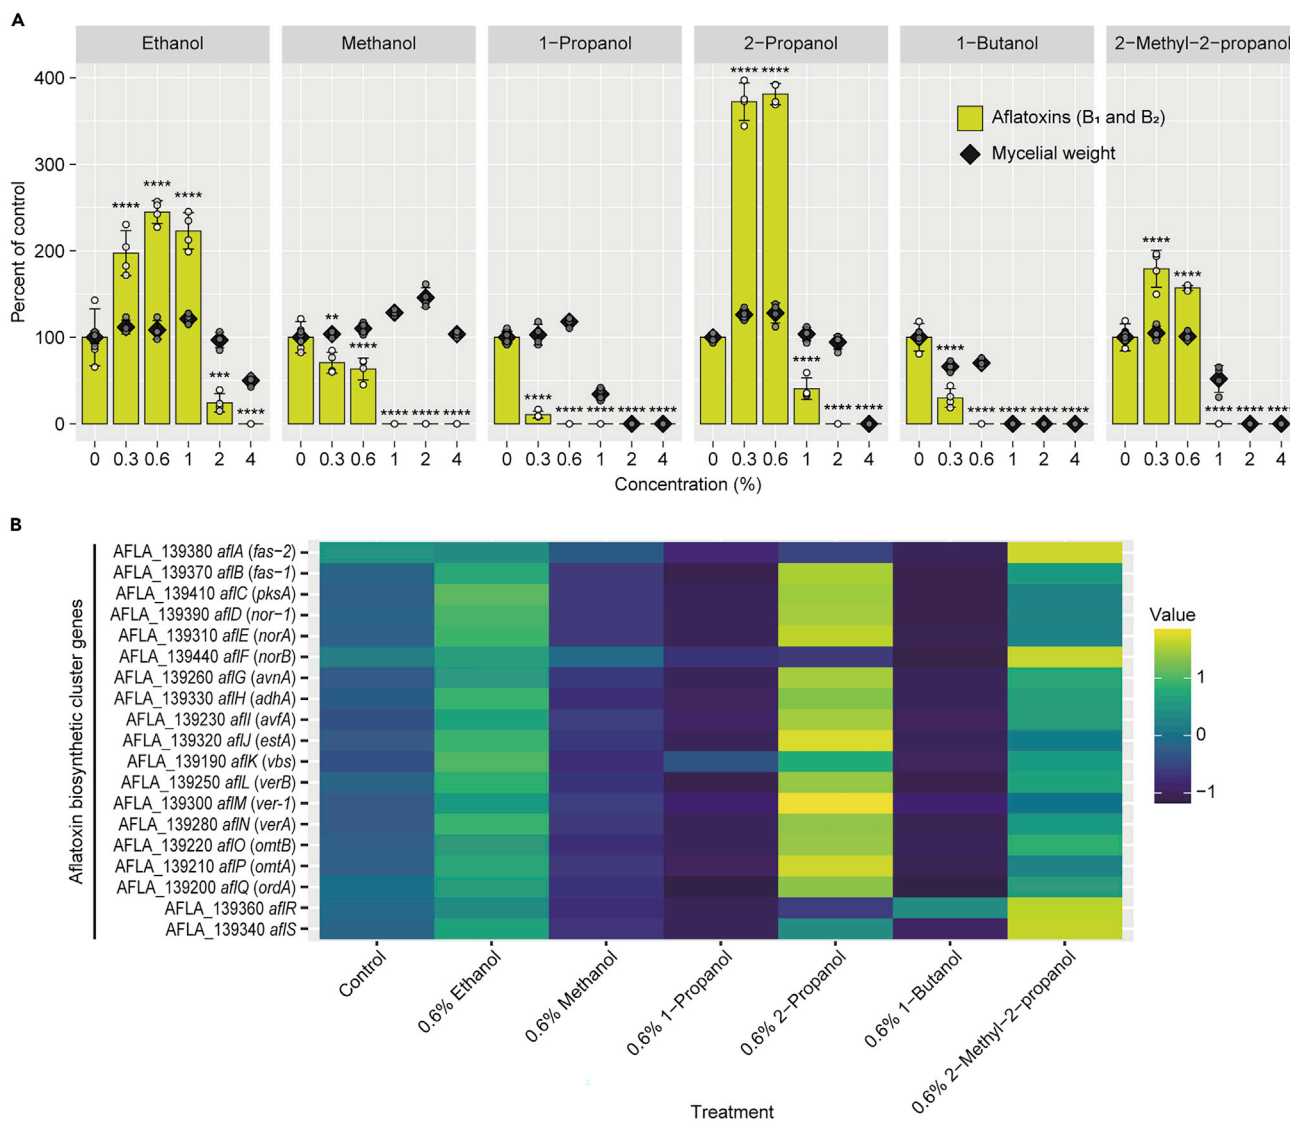 A
Ethanol Methanol 1−Propanol 2−Propanol 1−Butanol 2−Methyl−2−propanol
Percent of control
400
300
200
100
0
**** **** **** *** ****
** **** **** **** ****
**** **** **** **** ****
**** **** **** **** ****
**** **** **** **** ****
**** **** **** **** ****
Aflatoxins (B₁ and B₂)
Mycelial weight
0 0.3 0.6 1 2 4 0 0.3 0.6 1 2 4 0 0.3 0.6 1 2 4 0 0.3 0.6 1 2 4 0 0.3 0.6 1 2 4 0 0.3 0.6 1 2 4
Concentration (%)
B
Aflatoxin biosynthetic cluster genes
AFLA_139380 aflA (fas−2)
AFLA_139370 aflB (fas−1)
AFLA_139410 aflC (pksA)
AFLA_139390 aflD (nor−1)
AFLA_139310 aflE (norA)
AFLA_139440 aflF (norB)
AFLA_139260 aflG (avnA)
AFLA_139330 aflH (adhA)
AFLA_139230 aflI (avfA)
AFLA_139320 aflJ (estA)
AFLA_139190 aflK (vbs)
AFLA_139250 aflL (verB)
AFLA_139300 aflM (ver-1)
AFLA_139280 aflN (verA)
AFLA_139220 aflO (omtB)
AFLA_139210 aflP (omtA)
AFLA_139200 aflQ (ordA)
AFLA_139360 aflR
AFLA_139340 aflS
Value
1
0
−1
Control
0.6% Ethanol
0.6% Methanol
0.6% 1−Propanol
0.6% 2−Propanol
0.6% 1−Butanol
0.6% 2−Methyl−2−propanol
Treatment